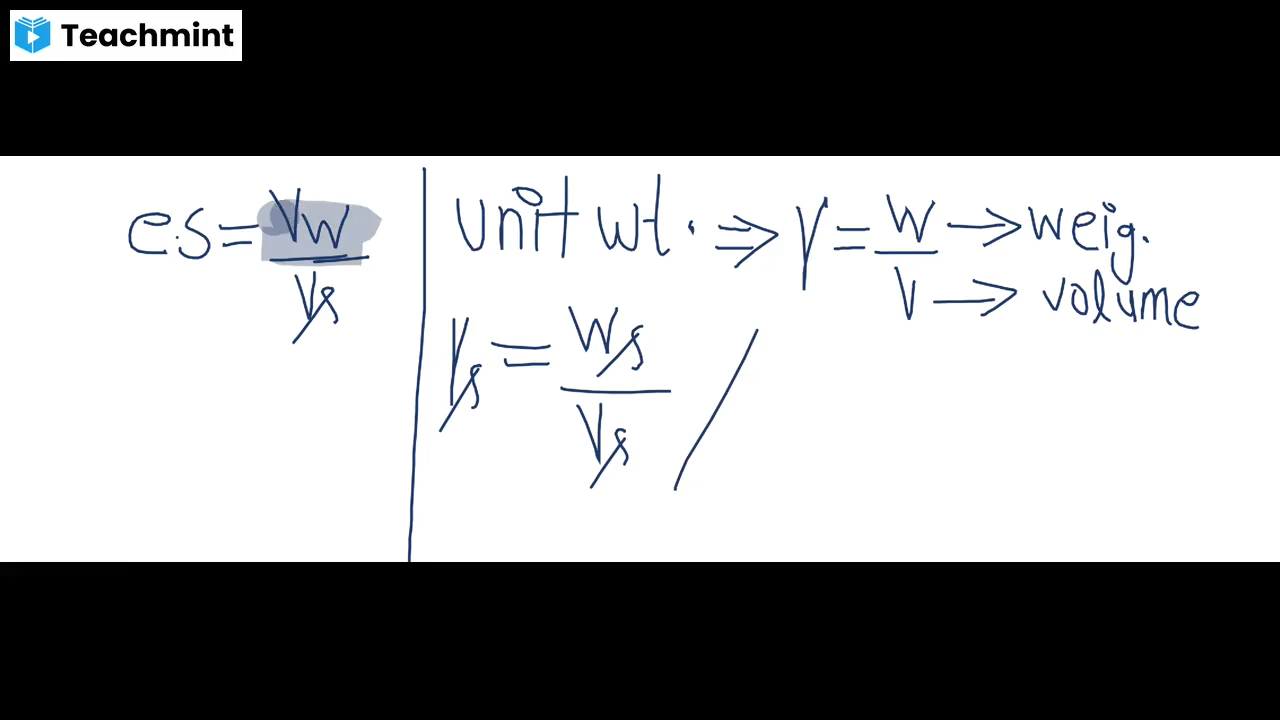 Teachmint
e.s = Vw / Vs
unit wt. ⇒ γ = W → weig.
V → volume
γs = Ws / Vs /